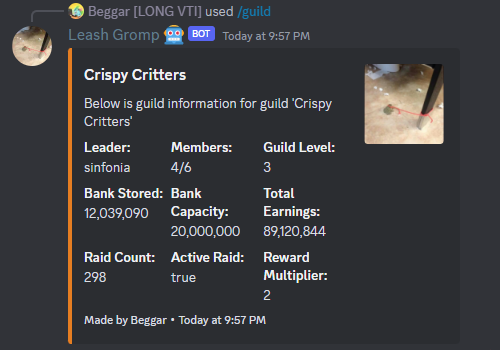 Beggar [LONG VTI] used /guild
Leash Gromp BOT Today at 9:57 PM
Crispy Critters
Below is guild information for guild 'Crispy
Critters'
Leader: Members: Guild Level:
sinfonia 4/6 3
Bank Stored: Bank Capacity: Total Earnings:
12,039,090 20,000,000 89,120,844
Raid Count: Active Raid: Reward Multiplier:
298 true 2
Made by Beggar • Today at 9:57 PM